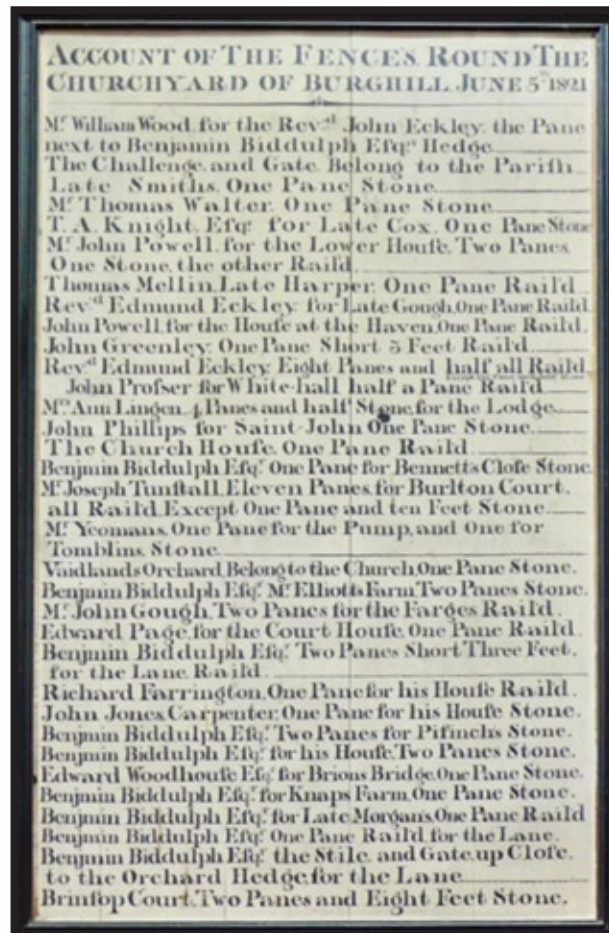 ACCOUNT OF THE FENCES ROUND THE
CHURCHYARD OF BURGHILL JUNE 5th 1821
Mr William Wood, for the Revd John Eckley, the Pane
next to Benjamin Biddulph Eſqrs Hedge
The Challenge, and Gate, Belong to the Pariſh
Late Smiths, One Pane Stone
Mr Thomas Walter, One Pane Stone
T. A. Knight, Eſqr for Late Cox, One Pane Stone
Mr John Powell, for the Lower Houſe, Two Panes
One Stone, the other Raild
Thomas Mellin, Late Harper, One Pane Raild
Revd Edmund Eckley, for Late Gough, One Pane Raild
John Powell, for the Houſe at the Haven, One Pane Raild.
John Greenley, One Pane Short 5 Feet Raild
Revd Edmund Eckley, Eight Panes and half all Raild
John Proſser for White-hall half a Pane Raild
Mrs Ann Lingen, 4 Panes and half Stone, for the Lodge
John Phillips for Saint-John One Pane Stone
The Church Houſe, One Pane Raild
Benjmin Biddulph Eſqr. One Pane for Bennetts Cloſe Stone.
Mr Joseph Tunſtall, Eleven Panes, for Burlton Court,
all Raild, Except One Pane and ten Feet Stone
Mr Yeomans, One Pane for the Pump, and One for
Tomblins, Stone
Vaidlands Orchard, Belong to the Church, One Pane Stone.
Benjmin Biddulph Eſqr. Mr Elliotts Farm Two Panes Stone.
Mr John Gough, Two Panes for the Farges Raild.
Edward Page, for the Court Houſe, One Pane Raild.
Benjmin Biddulph Eſqr. Two Panes Short Three Feet,
for the Lane, Raild
Richard Farrington, One Pane for his Houſe Raild.
John Jones, Carpenter, One Pane for his Houſe Stone.
Benjmin Biddulph Eſqr. Two Panes for Pifinchs Stone.
Benjmin Biddulph Eſqr. for his Houſe, Two Panes Stone.
Edward Woodhouſe Eſqr. for Brions Bridge, One Pane Stone.
Benjmin Biddulph Eſqr. for Knaps Farm, One Pane Stone.
Benjmin Biddulph Eſqr. for Late Morgans, One Pane Raild
Benjmin Biddulph Eſqr. One Pane Raild, for the Lane.
Benjmin Biddulph Eſqr. the Stile, and Gate, up Cloſe,
to the Orchard Hedge, for the Lane
Brinſop Court, Two Panes and Eight Feet Stone.